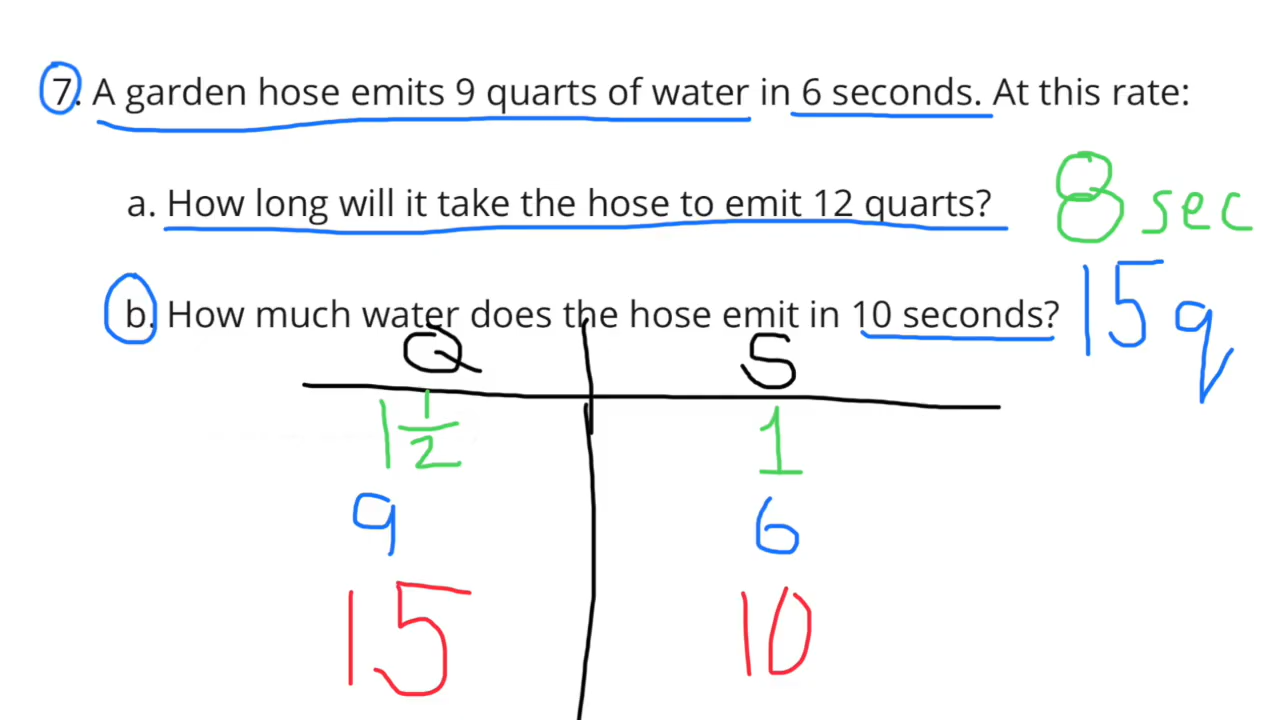 7. A garden hose emits 9 quarts of water in 6 seconds. At this rate:
a. How long will it take the hose to emit 12 quarts? 8 sec
b. How much water does the hose emit in 10 seconds? 15 q
Q S
1 1/2 1
9 6
15 10